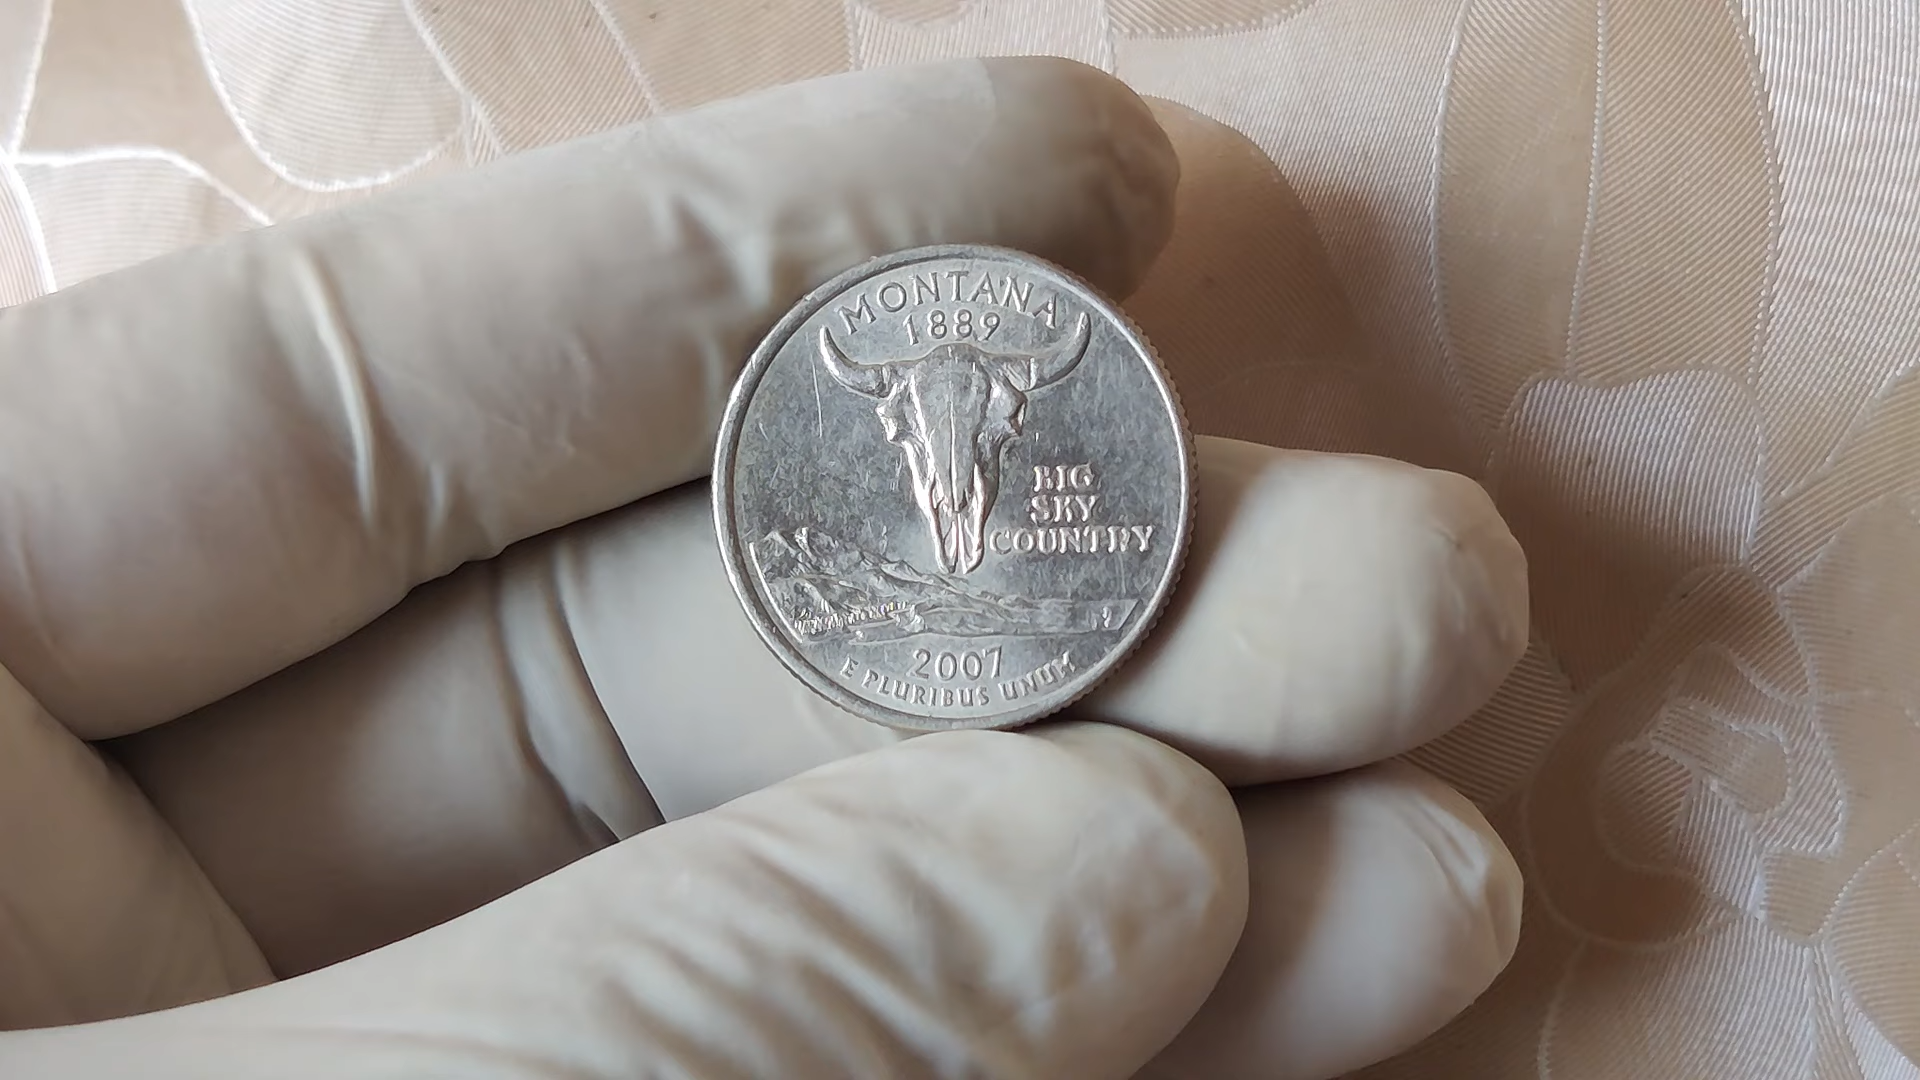 MONTANA
1889
BIG
SKY
COUNTRY
2007
E PLURIBUS UNUM